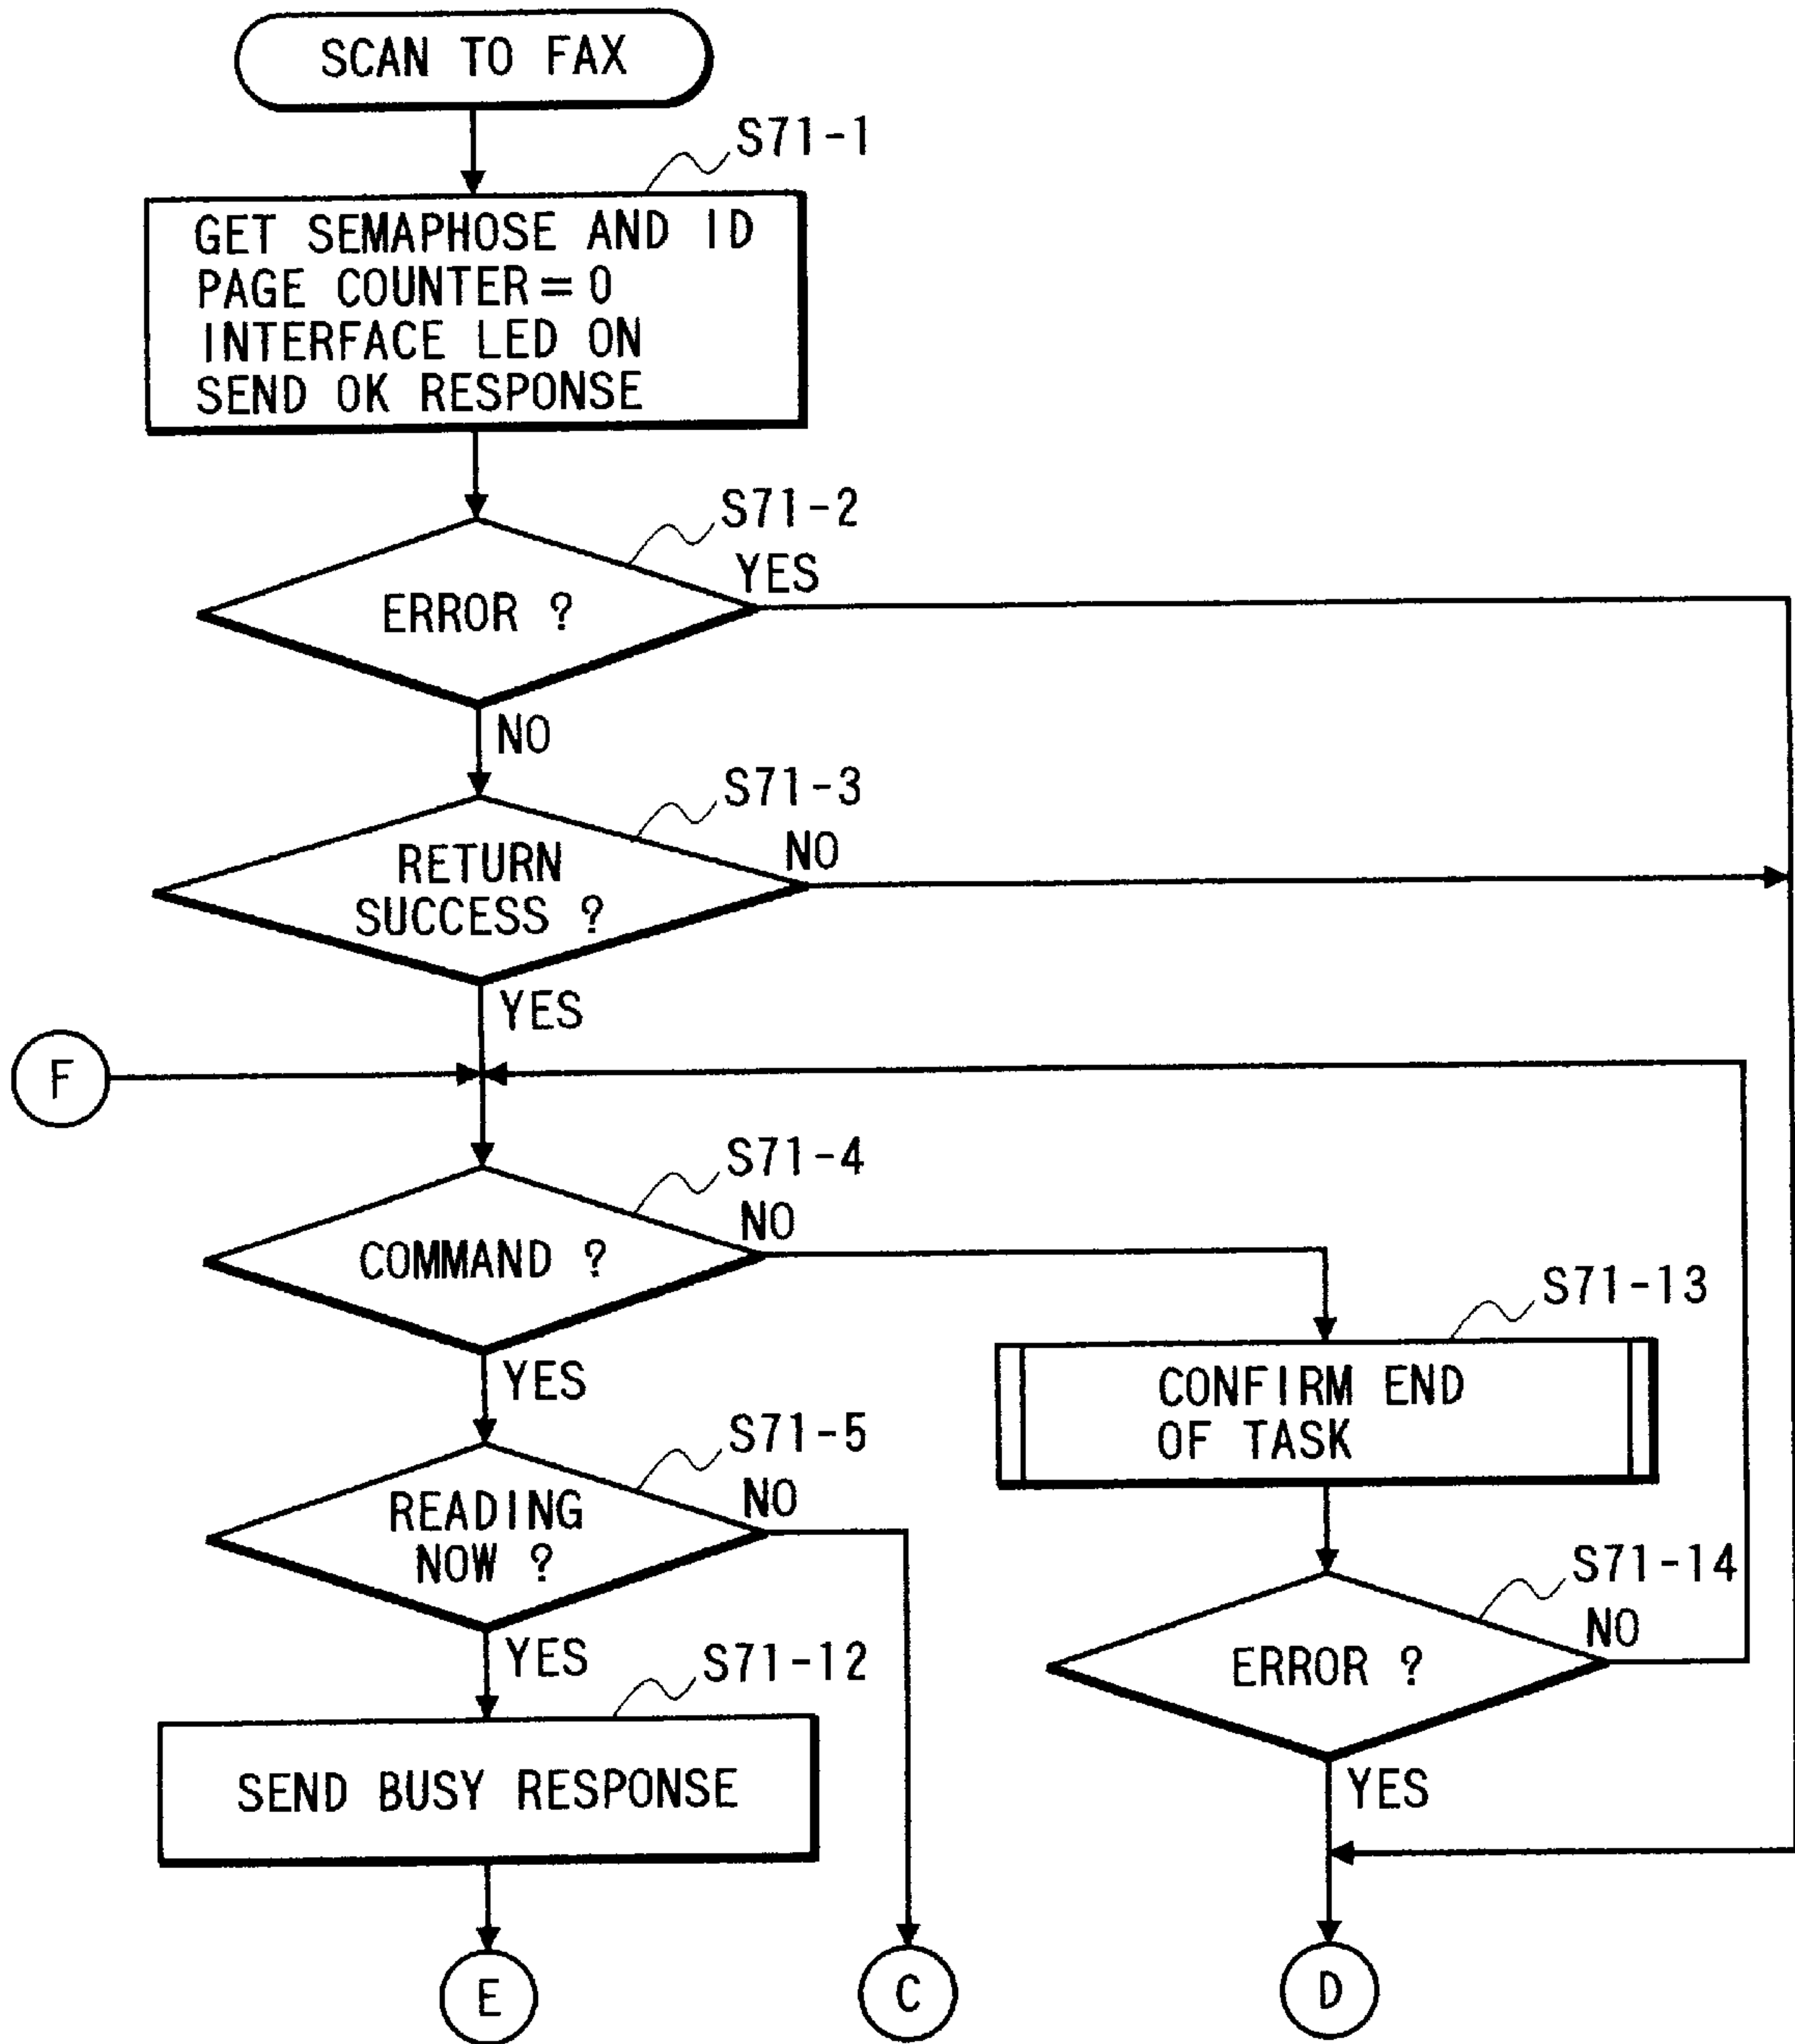 SCAN TO FAX
S71-1
GET SEMAPHOSE AND ID
PAGE COUNTER=0
INTERFACE LED ON
SEND OK RESPONSE
S71-2
YES
ERROR ?
NO
S71-3
NO
RETURN
SUCCESS ?
YES
F
S71-4
NO
COMMAND ?
S71-13
YES
CONFIRM END
OF TASK
S71-5
NO
READING
NOW ?
S71-14
NO
YES
S71-12
ERROR ?
SEND BUSY RESPONSE
YES
E
C
D